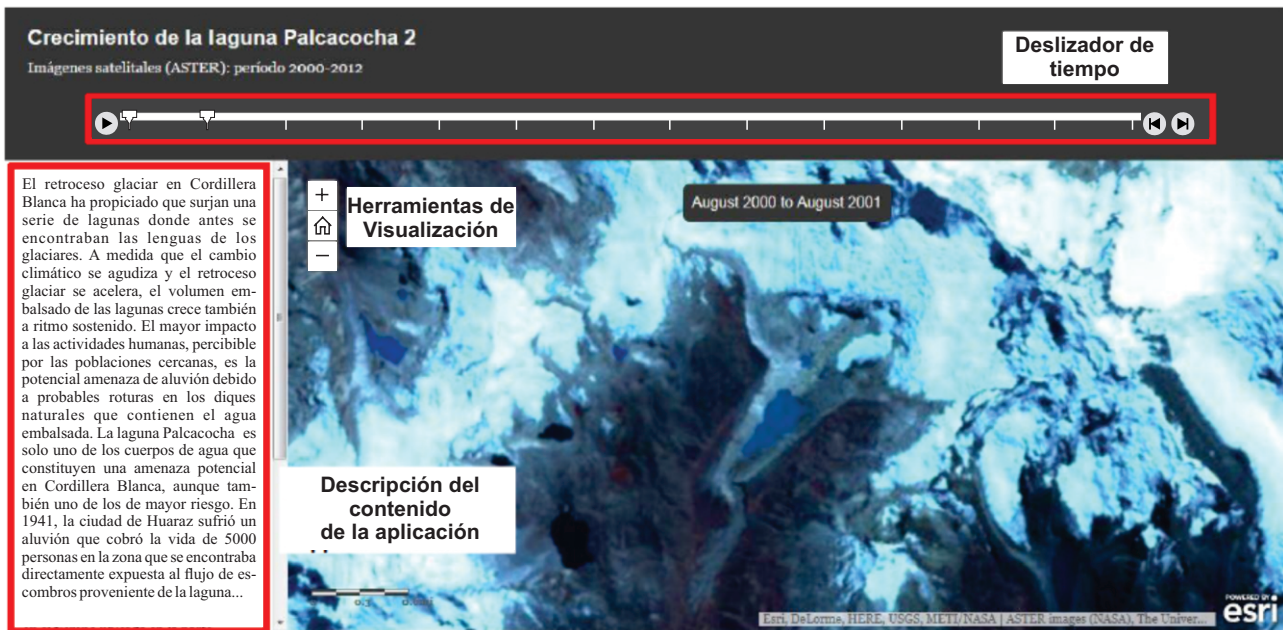 Crecimiento de la laguna Palcacocha 2
Imágenes satelitales (ASTER): período 2000-2012
Deslizador de
tiempo
El retroceso glaciar en Cordillera
Blanca ha propiciado que surjan una
serie de lagunas donde antes se
encontraban las lenguas de los
glaciares. A medida que el cambio
climático se agudiza y el retroceso
glaciar se acelera, el volumen em-
balsado de las lagunas crece también
a ritmo sostenido. El mayor impacto
a las actividades humanas, percibible
por las poblaciones cercanas, es la
potencial amenaza de aluvión debido
a probables roturas en los diques
naturales que contienen el agua
embalsada. La laguna Palcacocha es
solo uno de los cuerpos de agua que
constituyen una amenaza potencial
en Cordillera Blanca, aunque tam-
bién uno de los de mayor riesgo. En
1941, la ciudad de Huaraz sufrió un
aluvión que cobró la vida de 5000
personas en la zona que se encontraba
directamente expuesta al flujo de es-
combros proveniente de la laguna...
+
Herramientas de
Visualización
−
August 2000 to August 2001
Descripción del
contenido
de la aplicación
Esri, DeLorme, HERE, USGS, METI/NASA | ASTER images (NASA), The Univer...
POWERED BY
esri